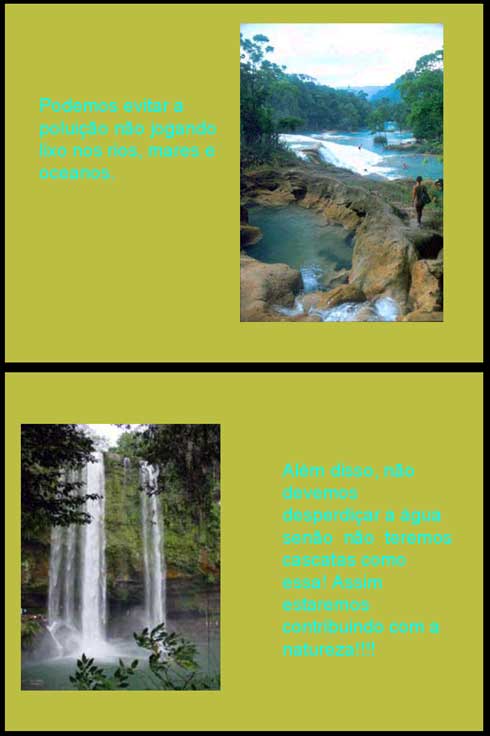 Podemos evitar a
poluição não jogando
lixo nos rios, mares e
oceanos.
Além disso, não
devemos
desperdiçar a água
senão não teremos
cascatas como
essa! Assim
estaremos
contribuindo com a
natureza!!!!